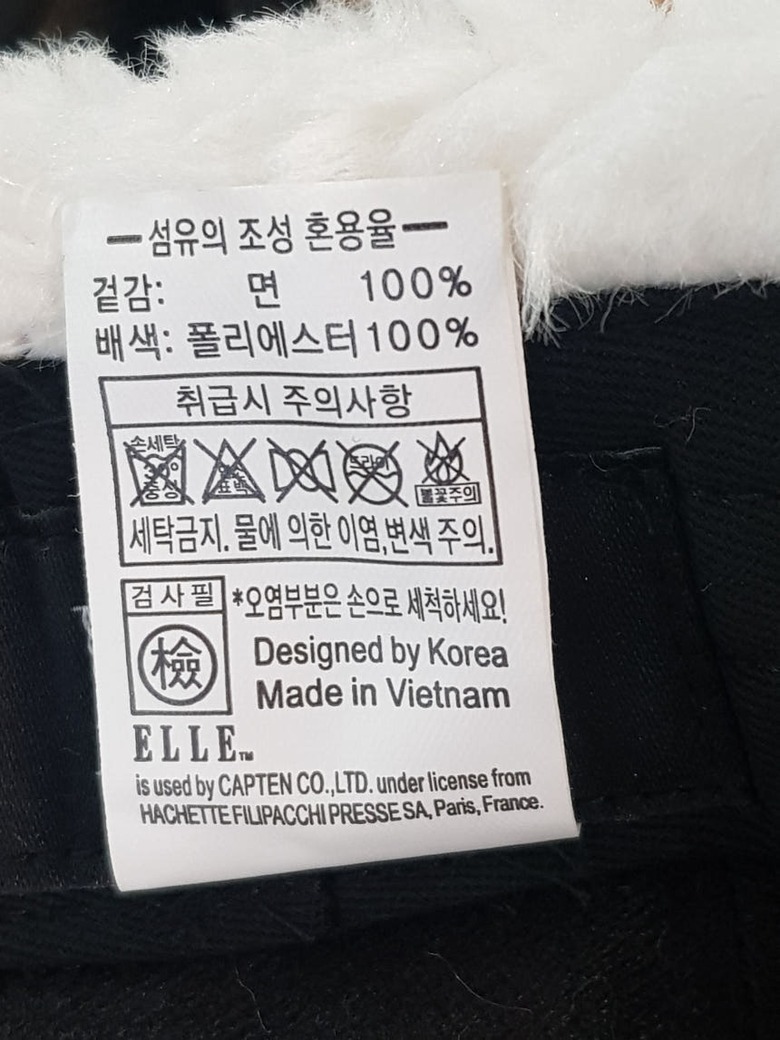 섬유의 조성 혼용율
겉감: 면 100%
배색: 폴리에스터 100%
취급시 주의사항
손세탁
30°
중성
표백
드라이
불꽃주의
세탁금지. 물에 의한 이염,변색 주의.
검사필
*오염부분은 손으로 세척하세요!
檢
Designed by Korea
Made in Vietnam
ELLE™
is used by CAPTEN CO.,LTD. under license from
HACHETTE FILIPACCHI PRESSE SA, Paris, France.